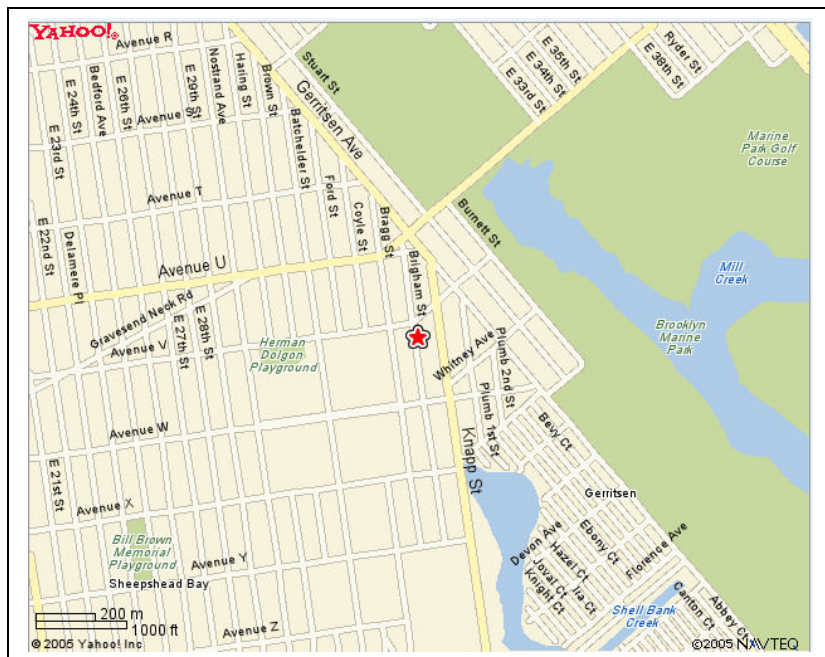 YAHOO!®
Avenue R
E 23rd St
E 24th St
Bedford Ave
E 26th St
E 29th St
Nostrand Ave
Haring St
Brown St
Batchelder St
Stuart St
Gerritsen Ave
E 33rd St
E 34th St
E 35th St
Ryder St
E 38th St
Avenue S
Marine
Park Golf
Course
Avenue T
Ford St
Coyle St
Bragg St
Burnett St
E 22nd St
Delamere Pl
Avenue U
Brigham St
Mill
Creek
Gravesend Neck Rd
E 27th St
E 28th St
Avenue V
Herman
Dolgon
Playground
Whitney Ave
Plumb 2nd St
Plumb 1st St
Brooklyn
Marine
Park
Avenue W
Knapp St
Bevy Ct
E 21st St
Gerritsen
Avenue X
Bill Brown
Memorial
Playground
Avenue Y
Sheepshead Bay
Devon Ave
Ebony Ct
Hazel Ct
Joval Ct
Knight Ct
Ira Ct
Florence Ave
Shell Bank
Creek
Canton Ct
Abbey Ct
200 m
1000 ft
Avenue Z
© 2005 Yahoo! Inc
©2005 NAVTEQ